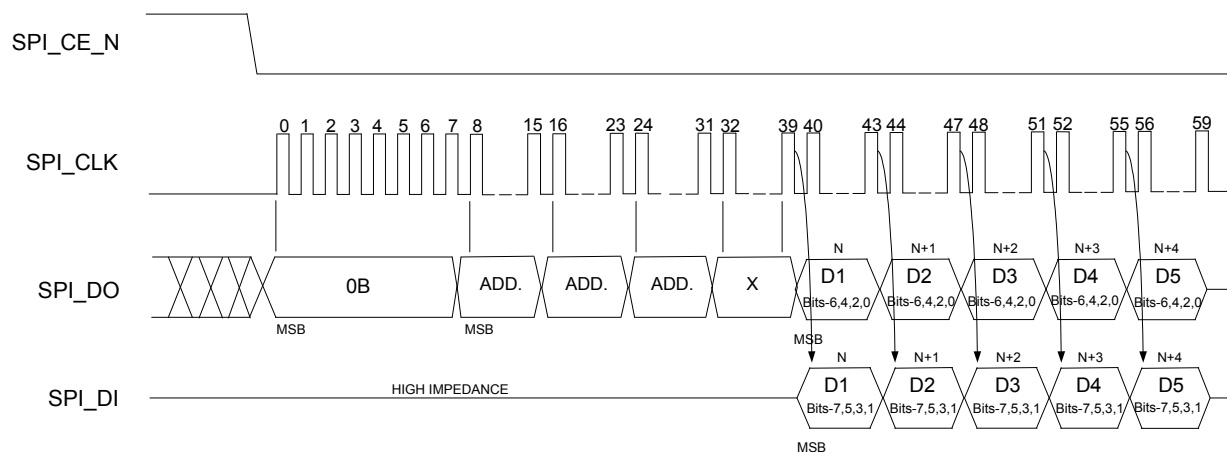 SPI_CE_N
0 1 2 3 4 5 6 7 8 15 16 23 24 31 32 39 40 43 44 47 48 51 52 55 56 59
SPI_CLK
N N+1 N+2 N+3 N+4
SPI_DO
0B ADD. ADD. ADD. X D1 D2 D3 D4 D5
Bits-6,4,2,0 Bits-6,4,2,0 Bits-6,4,2,0 Bits-6,4,2,0 Bits-6,4,2,0
MSB MSB MSB
N N+1 N+2 N+3 N+4
HIGH IMPEDANCE
SPI_DI
D1 D2 D3 D4 D5
Bits-7,5,3,1 Bits-7,5,3,1 Bits-7,5,3,1 Bits-7,5,3,1 Bits-7,5,3,1
MSB